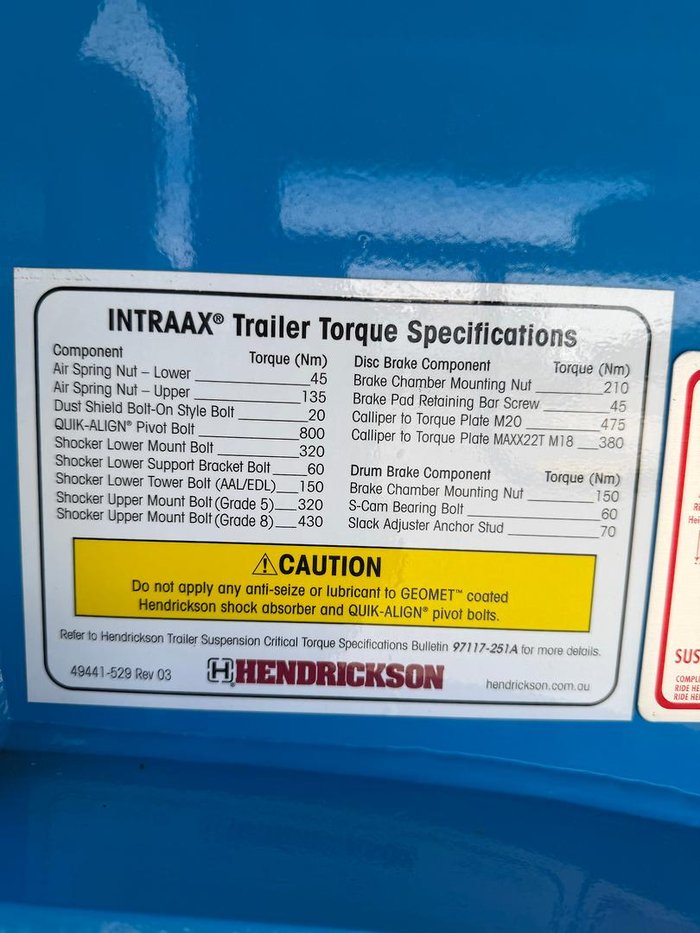 INTRAAX® Trailer Torque Specifications
Component Torque (Nm)
Air Spring Nut – Lower 45
Air Spring Nut – Upper 135
Dust Shield Bolt-On Style Bolt 20
QUIK-ALIGN® Pivot Bolt 800
Shocker Lower Mount Bolt 320
Shocker Lower Support Bracket Bolt 60
Shocker Lower Tower Bolt (AAL/EDL) 150
Shocker Upper Mount Bolt (Grade 5) 320
Shocker Upper Mount Bolt (Grade 8) 430
Disc Brake Component Torque (Nm)
Brake Chamber Mounting Nut 210
Brake Pad Retaining Bar Screw 45
Calliper to Torque Plate M20 475
Calliper to Torque Plate MAXX22T M18 380
Drum Brake Component Torque (Nm)
Brake Chamber Mounting Nut 150
S-Cam Bearing Bolt 60
Slack Adjuster Anchor Stud 70
⚠CAUTION
Do not apply any anti-seize or lubricant to GEOMET™ coated
Hendrickson shock absorber and QUIK-ALIGN® pivot bolts.
Refer to Hendrickson Trailer Suspension Critical Torque Specifications Bulletin 97117-251A for more details.
49441-529 Rev 03
H HENDRICKSON
hendrickson.com.au
SUS
COMPL
RIDE HE
RIDE HE